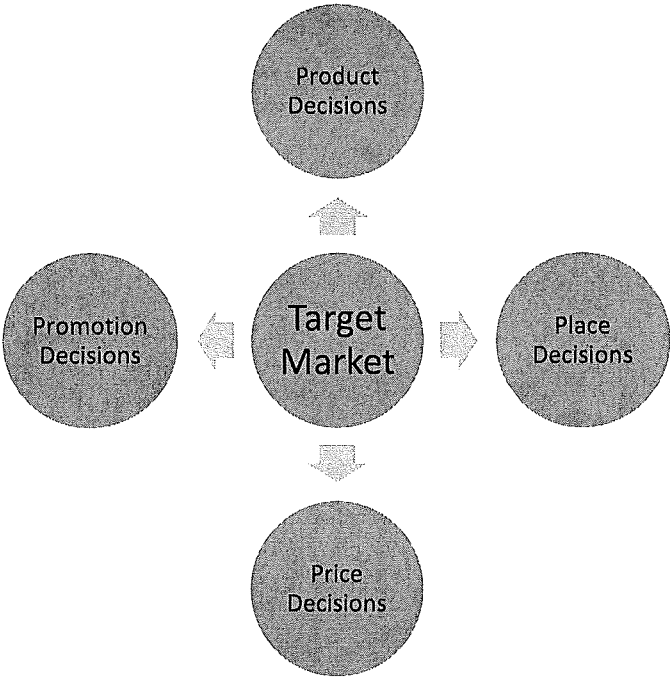 Product
Decisions
Promotion
Decisions
Target
Market
Place
Decisions
Price
Decisions